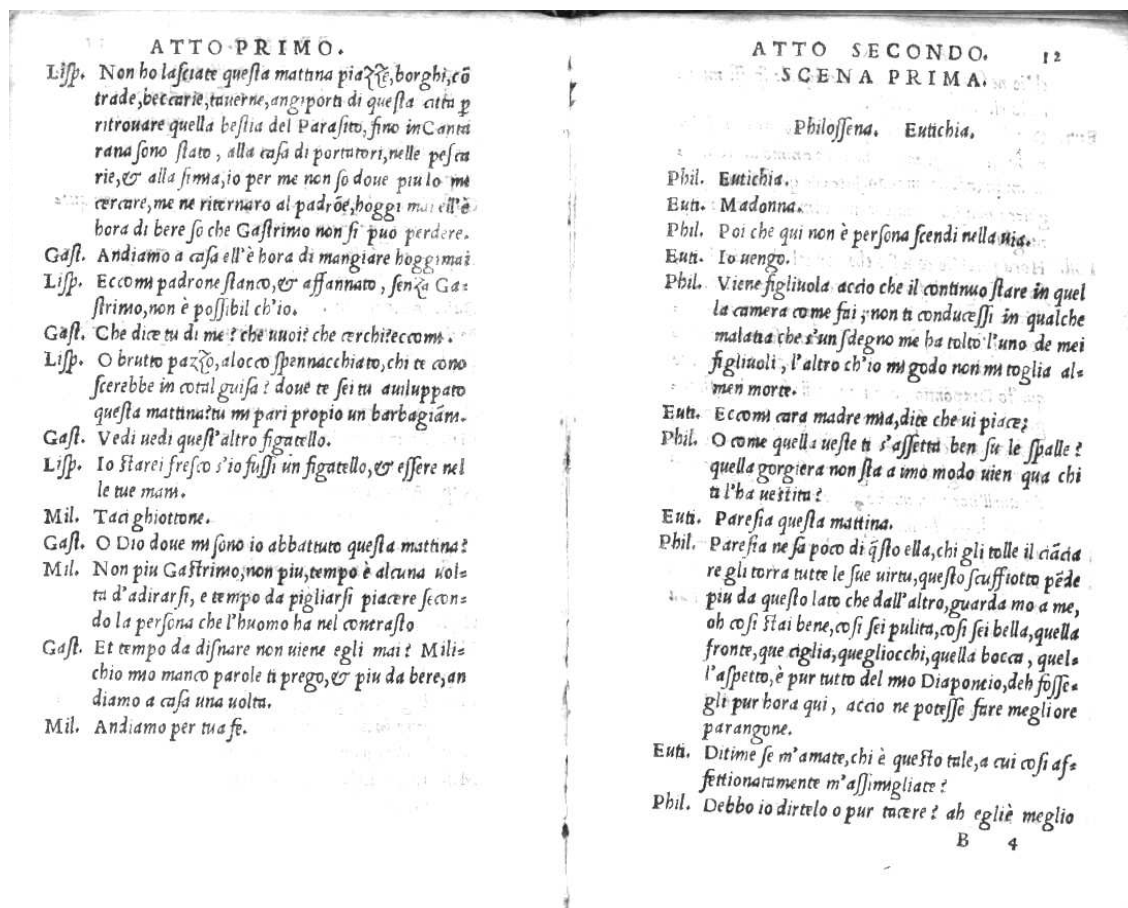 ATTO PRIMO.
Liſp. Non ho laſciate queſta mattina piazze, borghi, cō
trade, beccarie, tauerne, angiporti di queſta citta ꝑ
ritrouare quella beſtia del Paraſito, fino in Canta
rana ſono ſtato, alla caſa di portatori, nelle peſca
rie, & alla ſimia, io per me non ſo doue piu lo mi
cercare, me ne ritornaro al padrōe, hoggi mai ell'è
hora di bere ſo che Gaſtrimo non ſi puo perdere.
Gaſt. Andiamo a caſa ell'è hora di mangiare hoggimai
Liſp. Eccomi padrone ſtanco, & affannato, ſenza Ga=
ſtrimo, non è poſſibil ch'io.
Gaſt. Che dice tu di me? che uuoi? che cerchi? eccomi.
Liſp. O brutto pazzo, alocco ſpennacchiato, chi te cono
ſcerebbe in cotal guiſa? doue te ſei tu auiluppato
queſta mattina? tu mi pari propio un barbagiāni.
Gaſt. Vedi uedi queſt'altro figatello.
Liſp. Io ſtarei freſco s'io fuſſi un figatello, & eſſere nel
le tue mani.
Mil. Taci ghiottone.
Gaſt. O Dio doue mi ſono io abbattuto queſta mattina?
Mil. Non piu Gaſtrimo, non piu, tempo è alcuna uol=
ta d'adirarſi, e tempo da pigliarſi piacere ſecon=
do la perſona che l'huomo ha nel contraſto
Gaſt. Et tempo da diſnare non uiene egli mai? Mili=
chio mio manco parole ti prego, & piu da bere, an
diamo a caſa una uolta.
Mil. Andiamo per tua fe.
ATTO SECONDO. 12
SCENA PRIMA.
Philoſſena. Eutichia.
Phil. Eutichia.
Euti. Madonna.
Phil. Poi che qui non è perſona ſcendi nella uia.
Euti. Io uengo.
Phil. Viene figliuola accio che il continuo ſtare in quel
la camera come fai, non ti conduceſſi in qualche
malatia che s'un ſdegno me ha tolto l'uno de mei
figliuoli, l'altro ch'io mi godo non mi toglia al=
men morte.
Euti. Eccomi cara madre mia, dite che ui piace?
Phil. O come quella ueſte ti s'aſſetta ben ſu le ſpalle?
quella gorgiera non ſta a imo modo uien qua chi
ti l'ha ueſtita?
Euti. Pareſia queſta mattina.
Phil. Pareſia ne ſa poco di q̄ſto ella, chi gli tolle il ciācia
re gli torra tutte le ſue uirtu, queſto ſcuffiotto pēde
piu da queſto lato che dall'altro, guarda mo a me,
oh coſi ſtai bene, coſi ſei pulita, coſi ſei bella, quella
fronte, que ciglia, quegliocchi, quella bocca, quel=
l'aſpetto, è pur tutto del mio Diapontio, deh foſſe=
gli pur hora qui, accio ne poteſſe fare megliore
parangone.
Euti. Ditime ſe m'amate, chi è queſto tale, a cui coſi af=
fettionatamente m'aſſimigliate?
Phil. Debbo io dirtelo o pur tacere? ah egliè meglio
B 4